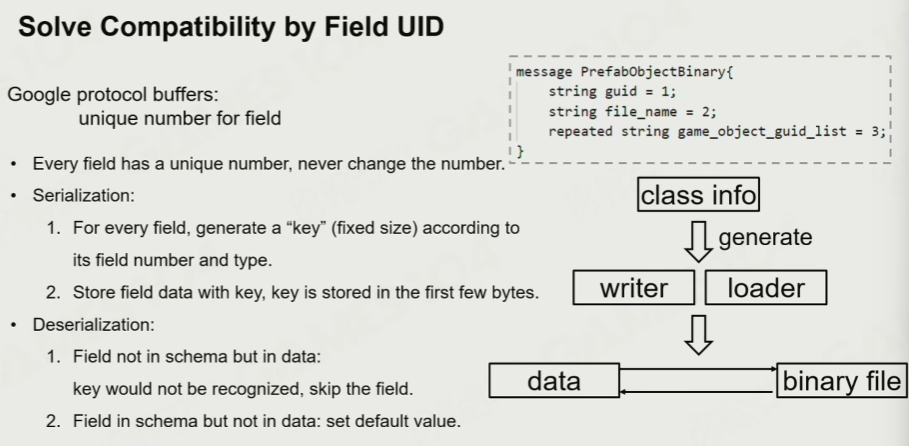 Solve Compatibility by Field UID
Google protocol buffers:
unique number for field
• Every field has a unique number, never change the number.
• Serialization:
1. For every field, generate a “key” (fixed size) according to
its field number and type.
2. Store field data with key, key is stored in the first few bytes.
• Deserialization:
1. Field not in schema but in data:
key would not be recognized, skip the field.
2. Field in schema but not in data: set default value.
message PrefabObjectBinary{
string guid = 1;
string file_name = 2;
repeated string game_object_guid_list = 3;
}
class info
generate
writer
loader
data
binary file